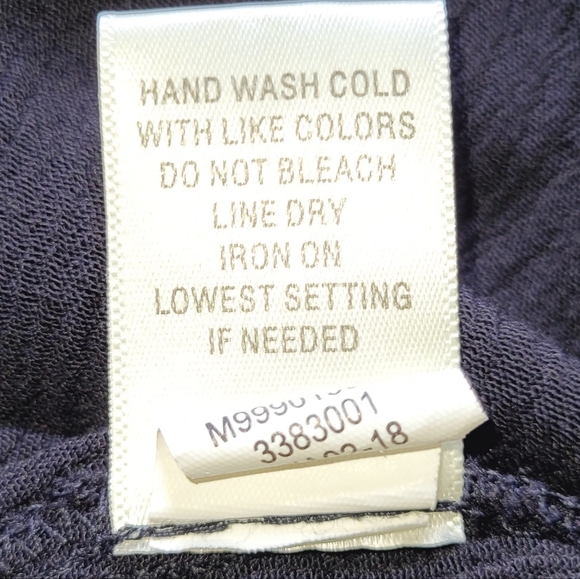 HAND WASH COLD
WITH LIKE COLORS
DO NOT BLEACH
LINE DRY
IRON ON
LOWEST SETTING
IF NEEDED
3383001